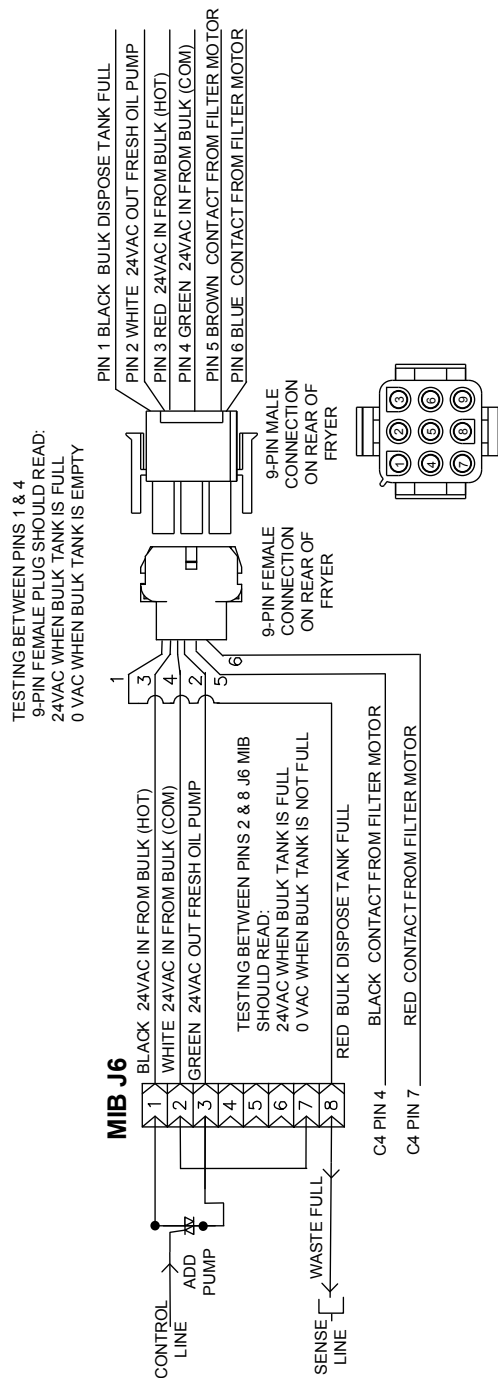 TESTING BETWEEN PINS 1 & 4
9-PIN FEMALE PLUG SHOULD READ:
24VAC WHEN BULK TANK IS FULL
0 VAC WHEN BULK TANK IS EMPTY
MIB J6
CONTROL
LINE
ADD
PUMP
SENSE
LINE
WASTE FULL
1
2
3
4
5
6
7
8
BLACK 24VAC IN FROM BULK (HOT)
WHITE 24VAC IN FROM BULK (COM)
GREEN 24VAC OUT FRESH OIL PUMP
TESTING BETWEEN PINS 2 & 8 J6 MIB
SHOULD READ:
24VAC WHEN BULK TANK IS FULL
0 VAC WHEN BULK TANK IS NOT FULL
RED BULK DISPOSE TANK FULL
C4 PIN 4
BLACK CONTACT FROM FILTER MOTOR
C4 PIN 7
RED CONTACT FROM FILTER MOTOR
1
3
4
2
5
6
9-PIN FEMALE
CONNECTION
ON REAR OF
FRYER
9-PIN MALE
CONNECTION
ON REAR OF
FRYER
PIN 1 BLACK BULK DISPOSE TANK FULL
PIN 2 WHITE 24VAC OUT FRESH OIL PUMP
PIN 3 RED 24VAC IN FROM BULK (HOT)
PIN 4 GREEN 24VAC IN FROM BULK (COM)
PIN 5 BROWN CONTACT FROM FILTER MOTOR
PIN 6 BLUE CONTACT FROM FILTER MOTOR
1 2 3
4 5 6
7 8 9